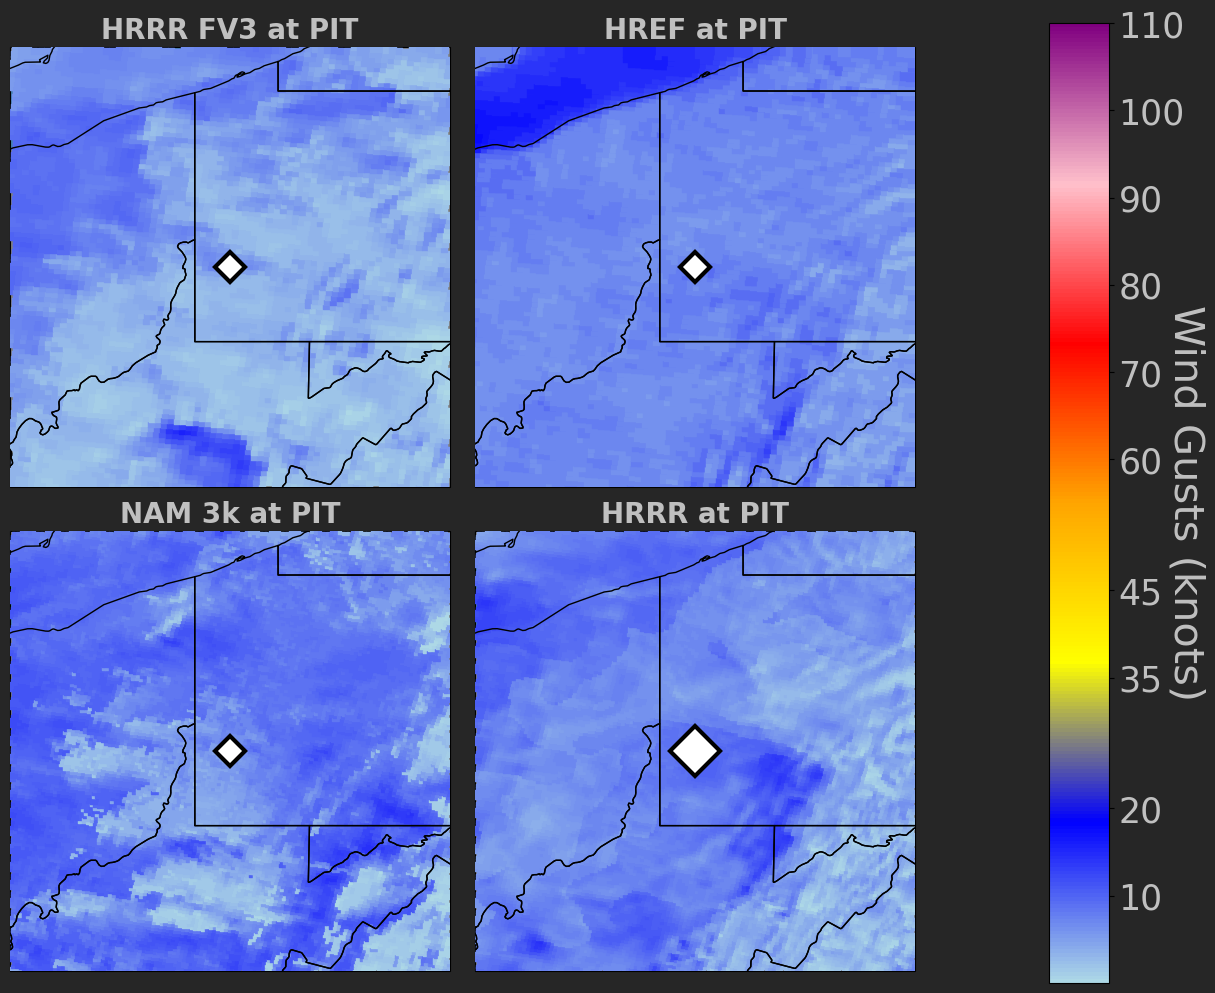 HRRR FV3 at PIT
HREF at PIT
NAM 3k at PIT
HRRR at PIT
110
100
90
80
70
60
45
35
20
10
Wind Gusts (knots)